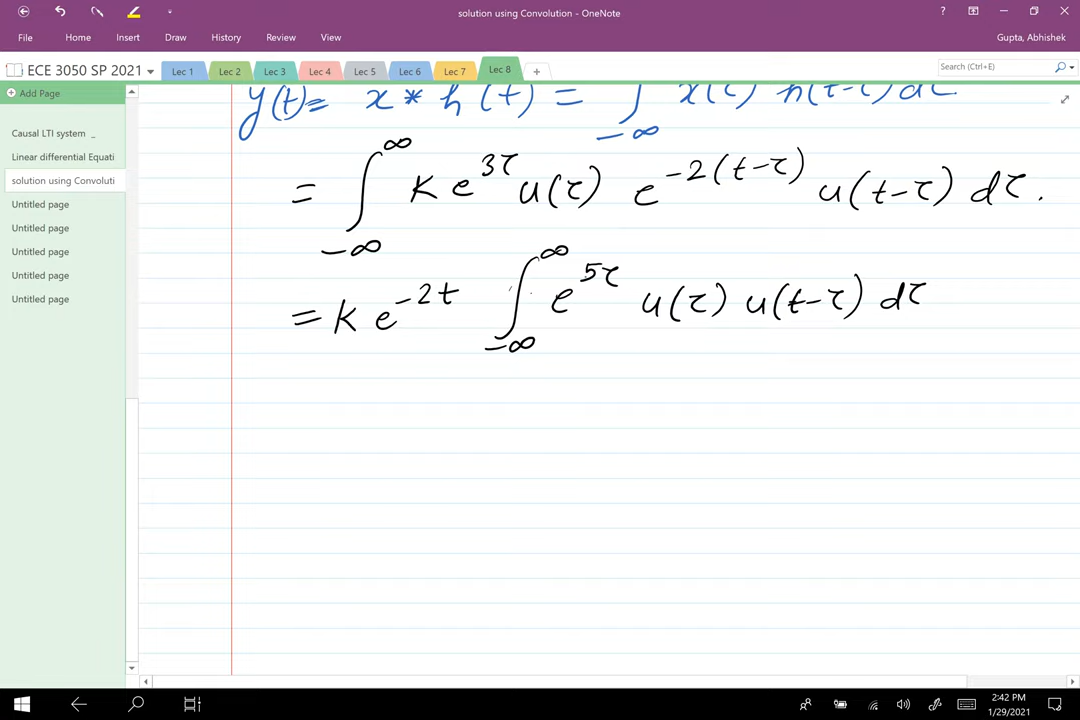 solution using Convolution - OneNote
Gupta, Abhishek
File Home Insert Draw History Review View
ECE 3050 SP 2021 Lec 1 Lec 2 Lec 3 Lec 4 Lec 5 Lec 6 Lec 7 Lec 8 +
Search (Ctrl+E)
Add Page
Causal LTI system _
Linear differential Equati
solution using Convoluti
Untitled page
Untitled page
Untitled page
Untitled page
Untitled page
y(t) = x * h (t) = ∫_{-∞} x(τ) h(t-τ) dτ
= ∫_{-∞}^{∞} K e^{3τ} u(τ) e^{-2(t-τ)} u(t-τ) dτ.
= K e^{-2t} ∫_{-∞}^{∞} e^{5τ} u(τ) u(t-τ) dτ
2:42 PM
1/29/2021